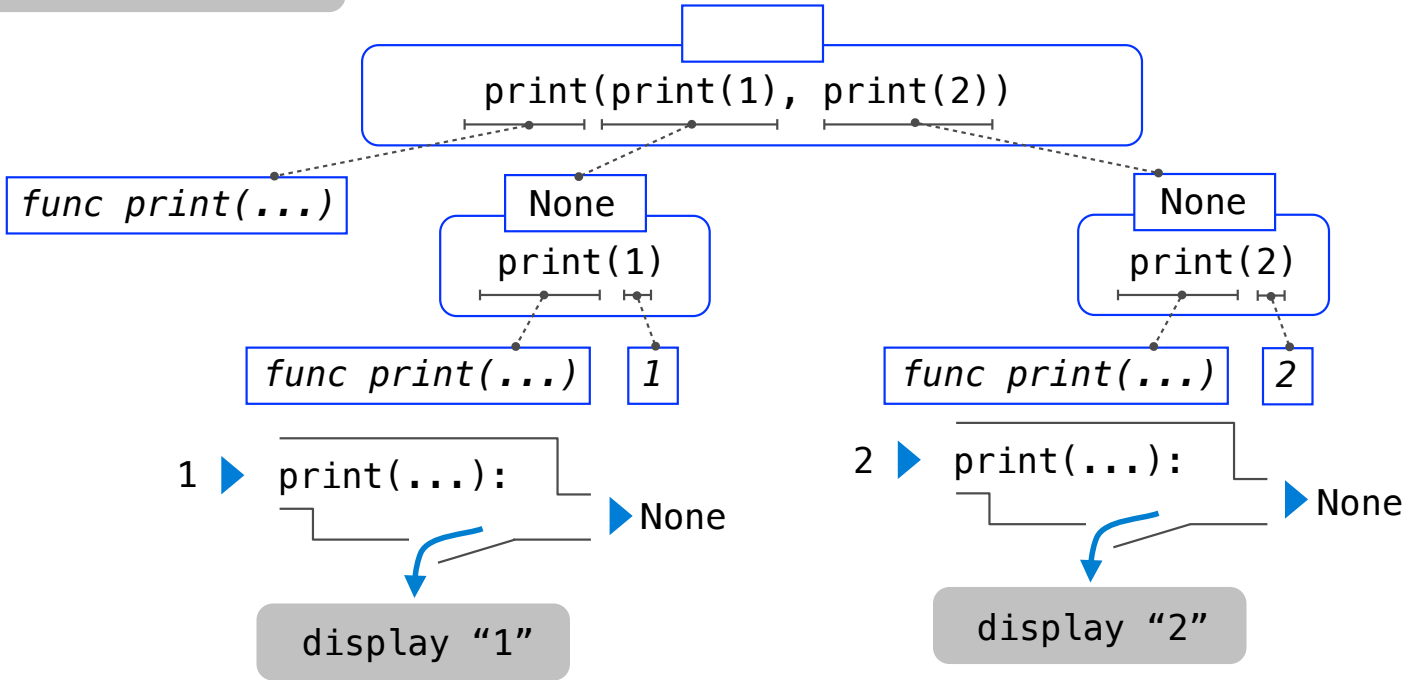 print(print(1), print(2))
func print(...)
None
None
print(1)
print(2)
func print(...)
1
func print(...)
2
1
print(...):
None
2
print(...):
None
display “1”
display “2”